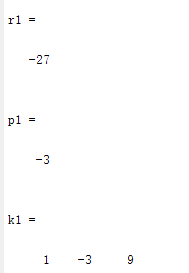 r1 =
-27
p1 =
-3
k1 =
1 -3 9